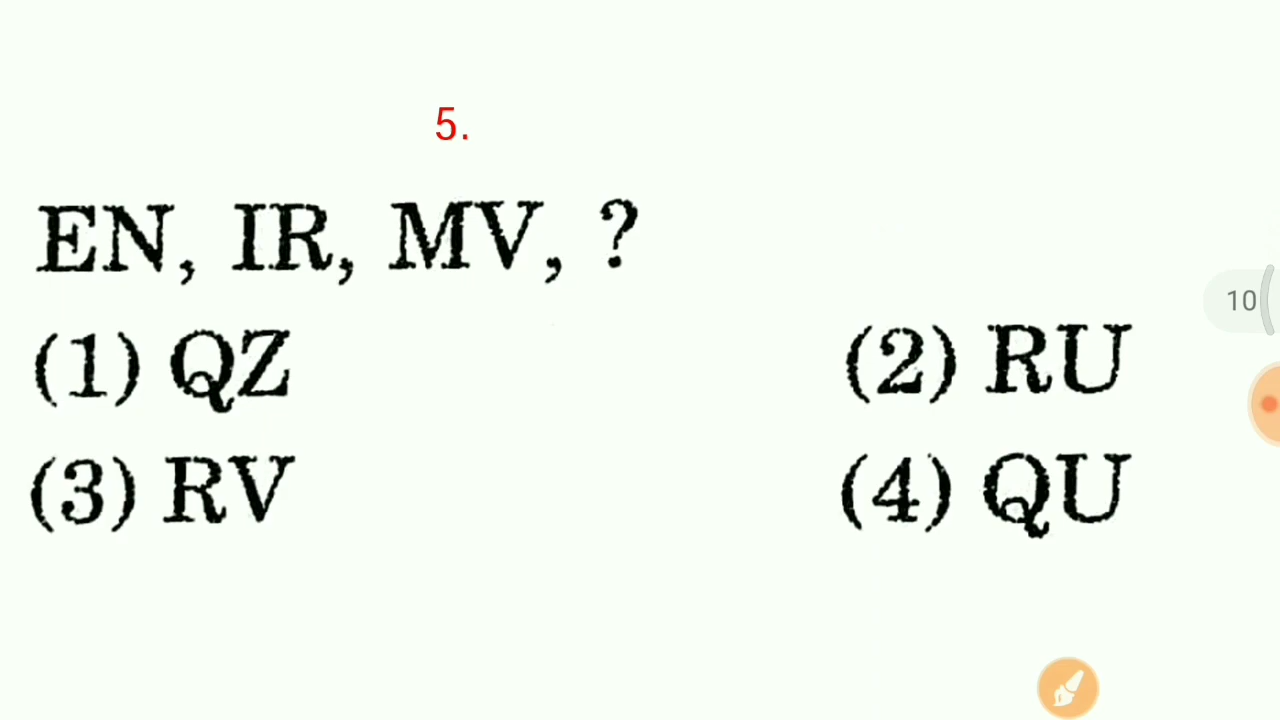 5.
EN, IR, MV, ?
(1) QZ (2) RU
10
(3) RV (4) QU